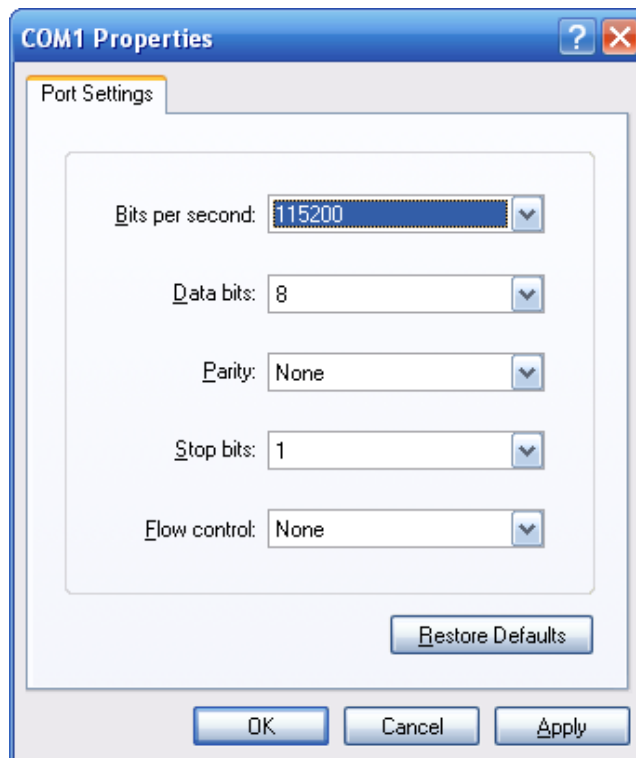 COM1 Properties
Port Settings
Bits per second: 115200
Data bits: 8
Parity: None
Stop bits: 1
Flow control: None
Restore Defaults
OK Cancel Apply